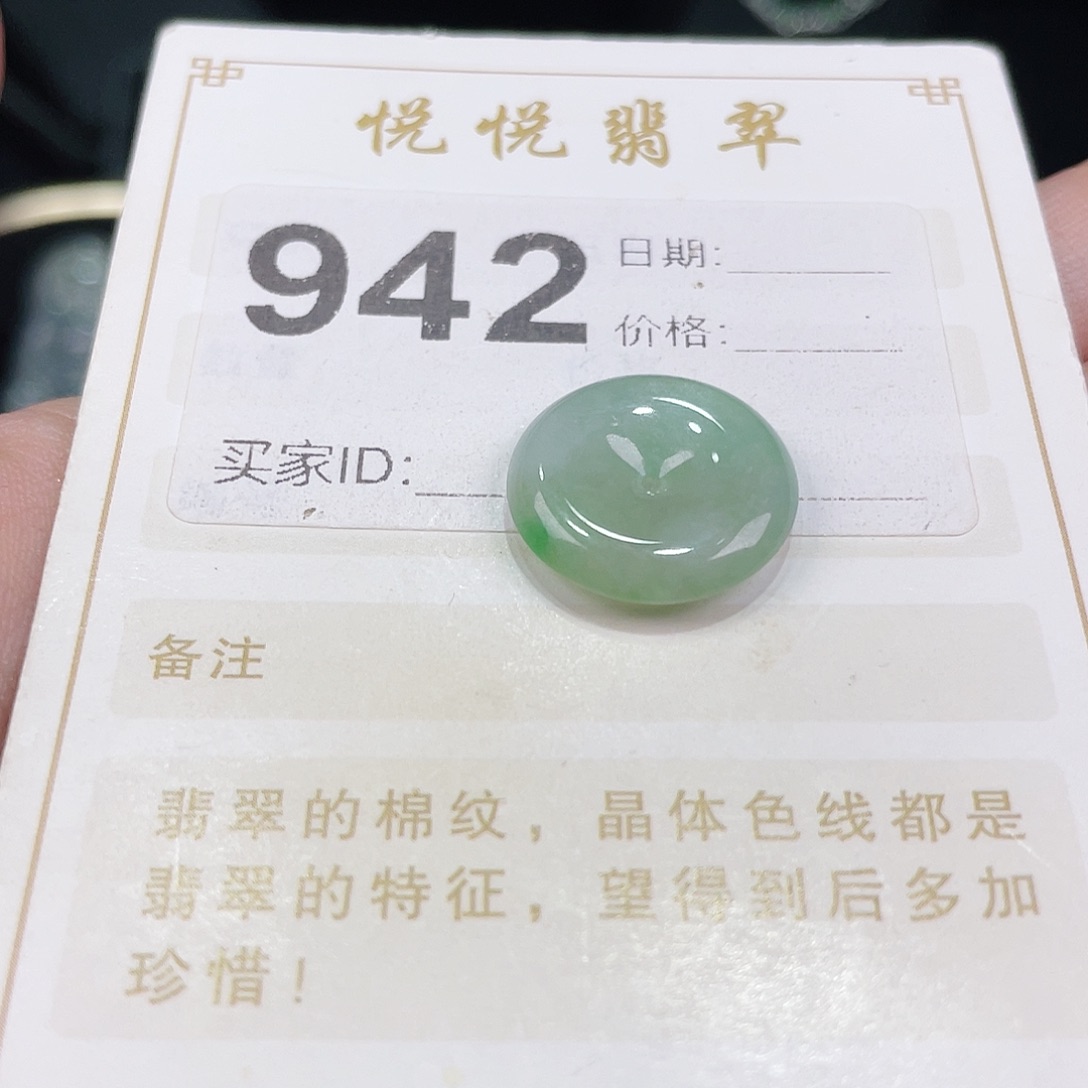 悦悦翡翠
942
日期:
价格:
买家ID:
备注
翡翠的棉纹，晶体色线都是
翡翠的特征，望得到后多加
珍惜！